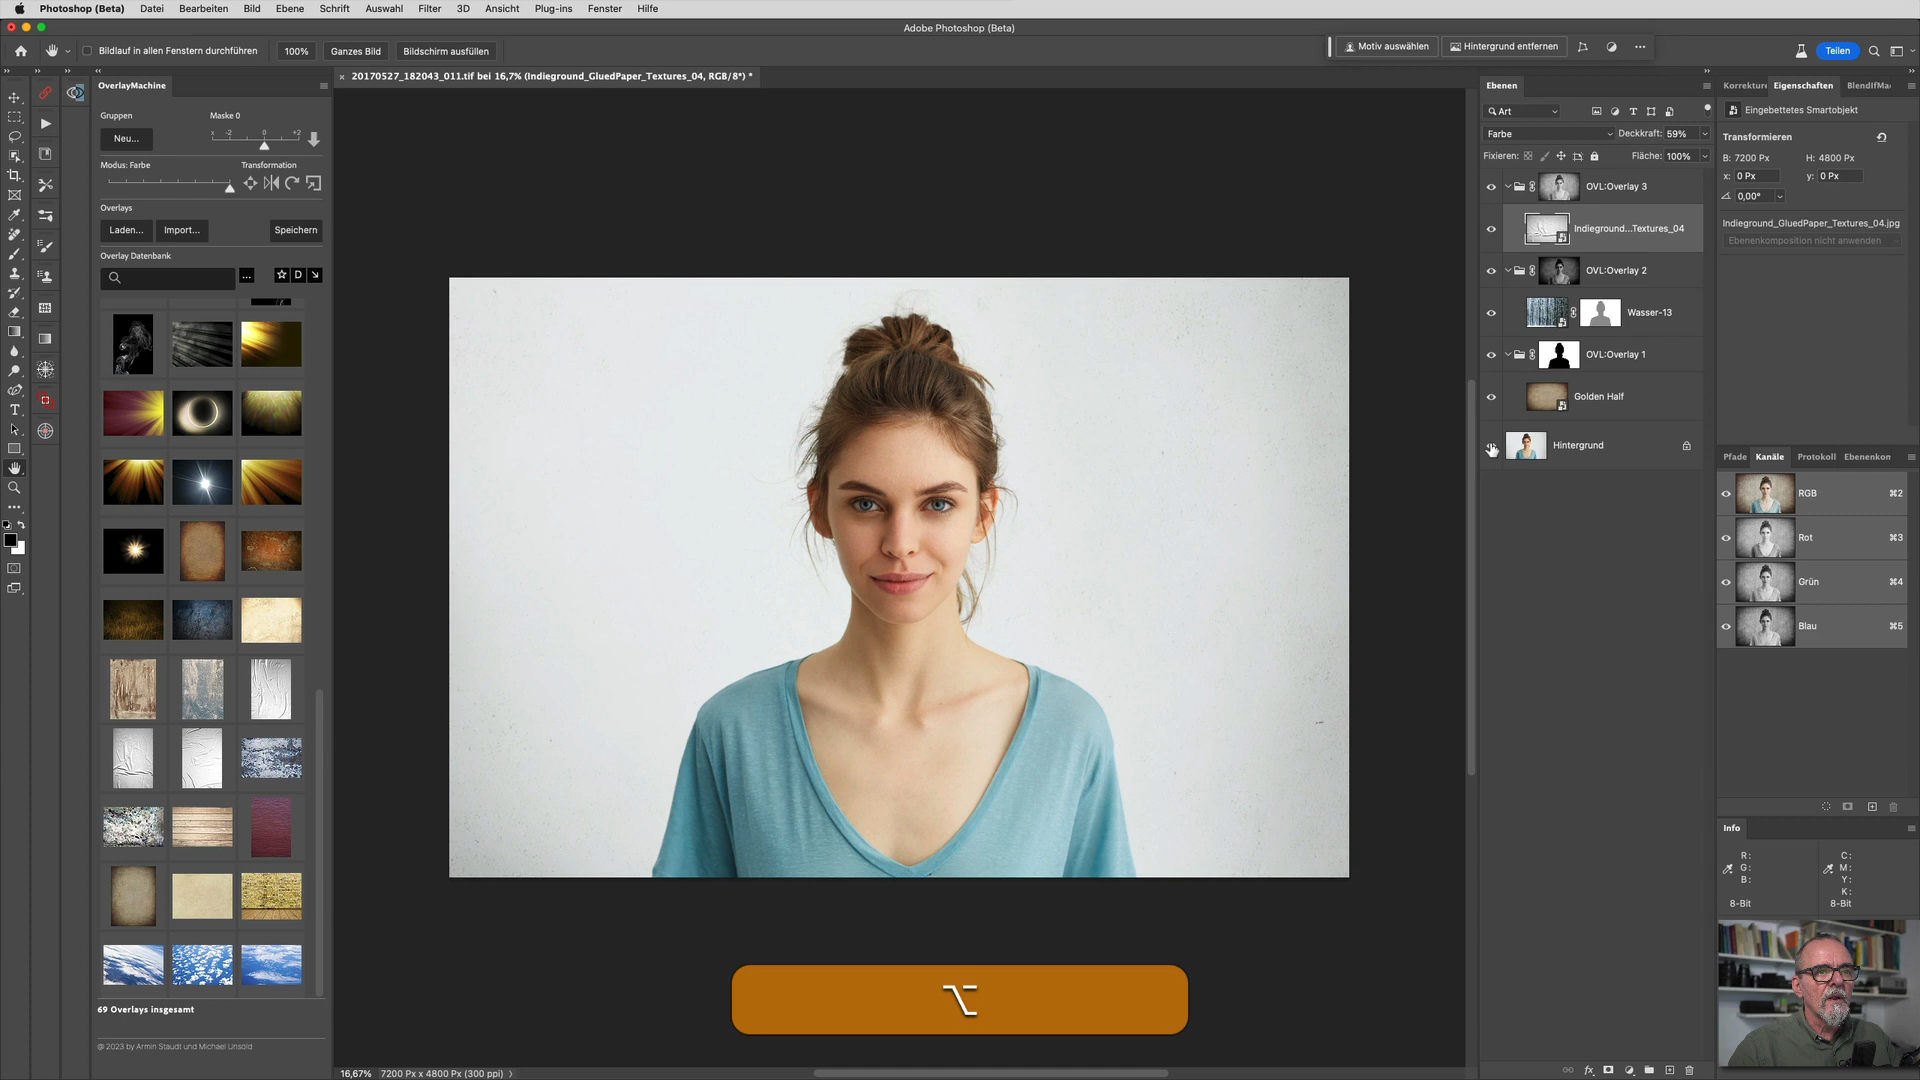 Photoshop (Beta) Datei Bearbeiten Bild Ebene Schrift Auswahl Filter 3D Ansicht Plug-ins Fenster Hilfe
Adobe Photoshop (Beta)
Bildlauf in allen Fenstern durchführen 100% Ganzes Bild Bildschirm ausfüllen
Motiv auswählen Hintergrund entfernen
Teilen
20170527_182043_011.tif bei 16,7% (Indieground_GluedPaper_Textures_04, RGB/8*) *
OverlayMachine
Gruppen Maske 0
Neu...
x -2 0 +2
Modus: Farbe Transformation
Overlays
Laden... Import... Speichern
Overlay Datenbank
... D
69 Overlays insgesamt
@ 2023 by Armin Staudt und Michael Unsöld
16,67% 7200 Px x 4800 Px (300 ppi)
Ebenen
Art
Farbe Deckkraft: 59%
Fixieren: Fläche: 100%
OVL:Overlay 3
Indieground...Textures_04
OVL:Overlay 2
Wasser-13
OVL:Overlay 1
Golden Half
Hintergrund
fx
Korrekturen Eigenschaften BlendIfMa
Eingebettetes Smartobjekt
Transformieren
B: 7200 Px H: 4800 Px
x: 0 Px y: 0 Px
0,00°
Indieground_GluedPaper_Textures_04.jpg
Ebenenkomposition nicht anwenden
Pfade Kanäle Protokoll Ebenenkon
RGB ⌘2
Rot ⌘3
Grün ⌘4
Blau ⌘5
Info
R: C:
G: M:
B: Y:
K:
8-Bit 8-Bit
⌥